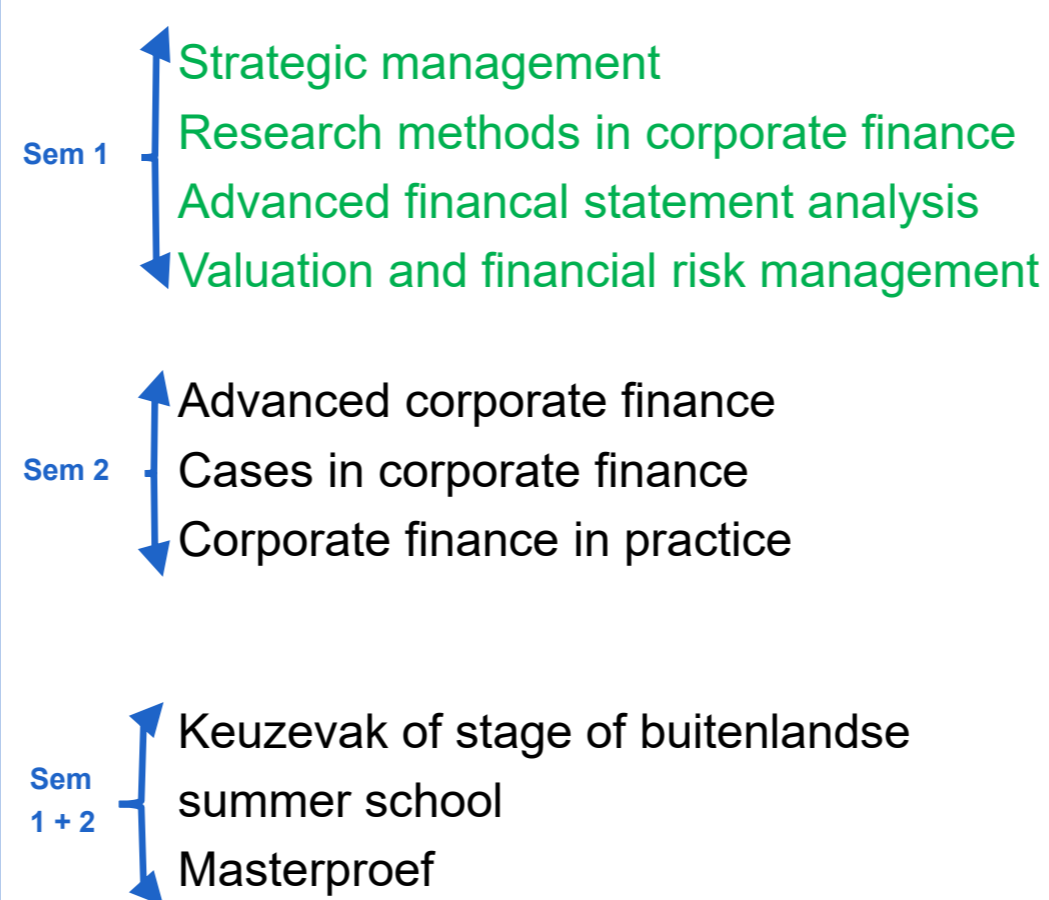 Sem 1
Strategic management
Research methods in corporate finance
Advanced financal statement analysis
Valuation and financial risk management
Sem 2
Advanced corporate finance
Cases in corporate finance
Corporate finance in practice
Sem
1 + 2
Keuzevak of stage of buitenlandse
summer school
Masterproef